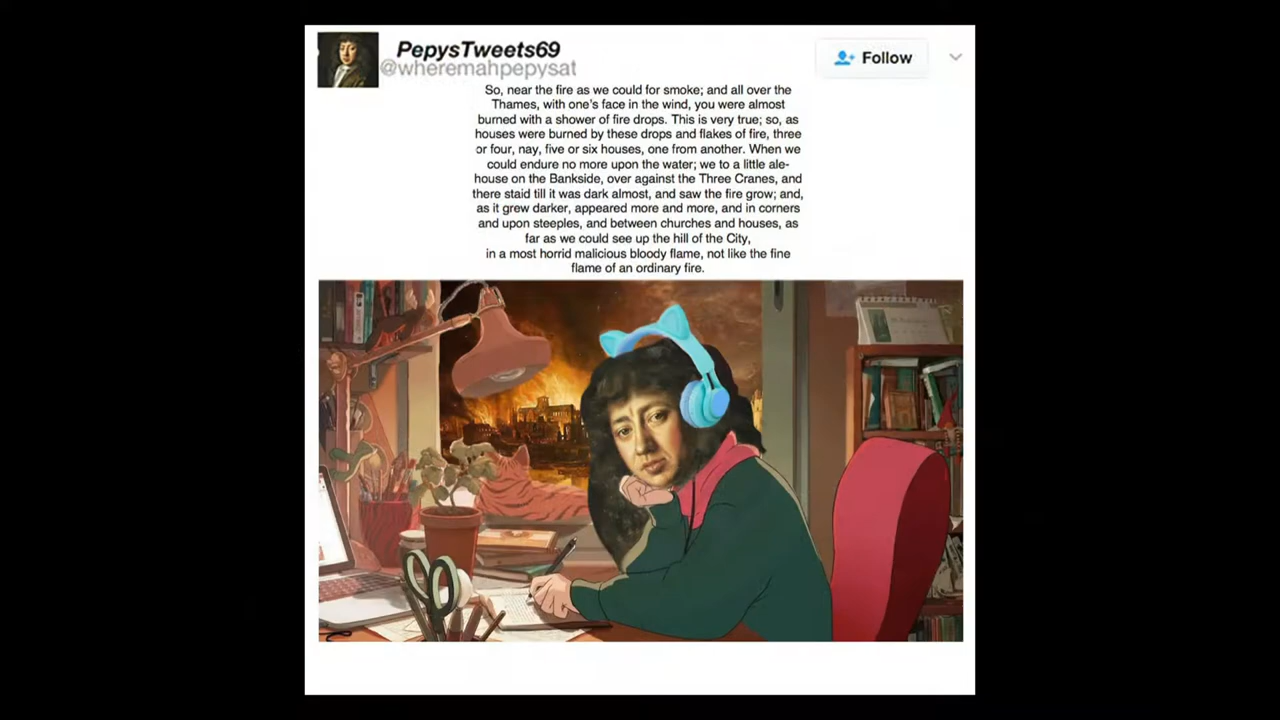 PepysTweets69
@wheremahpepysat
Follow
So, near the fire as we could for smoke; and all over the
Thames, with one's face in the wind, you were almost
burned with a shower of fire drops. This is very true; so, as
houses were burned by these drops and flakes of fire, three
or four, nay, five or six houses, one from another. When we
could endure no more upon the water; we to a little ale-
house on the Bankside, over against the Three Cranes, and
there staid till it was dark almost, and saw the fire grow; and,
as it grew darker, appeared more and more, and in corners
and upon steeples, and between churches and houses, as
far as we could see up the hill of the City,
in a most horrid malicious bloody flame, not like the fine
flame of an ordinary fire.